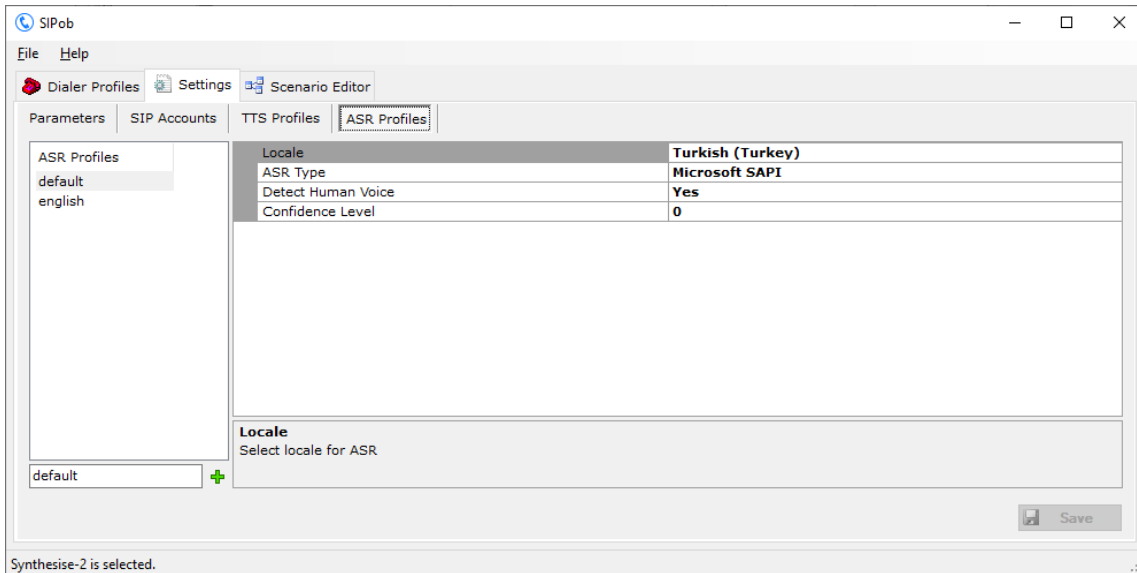 SIPob
File Help
Dialer Profiles Settings Scenario Editor
Parameters SIP Accounts TTS Profiles ASR Profiles
ASR Profiles
default
english
Locale Turkish (Turkey)
ASR Type Microsoft SAPI
Detect Human Voice Yes
Confidence Level 0
Locale
Select locale for ASR
default
Save
Synthesise-2 is selected.